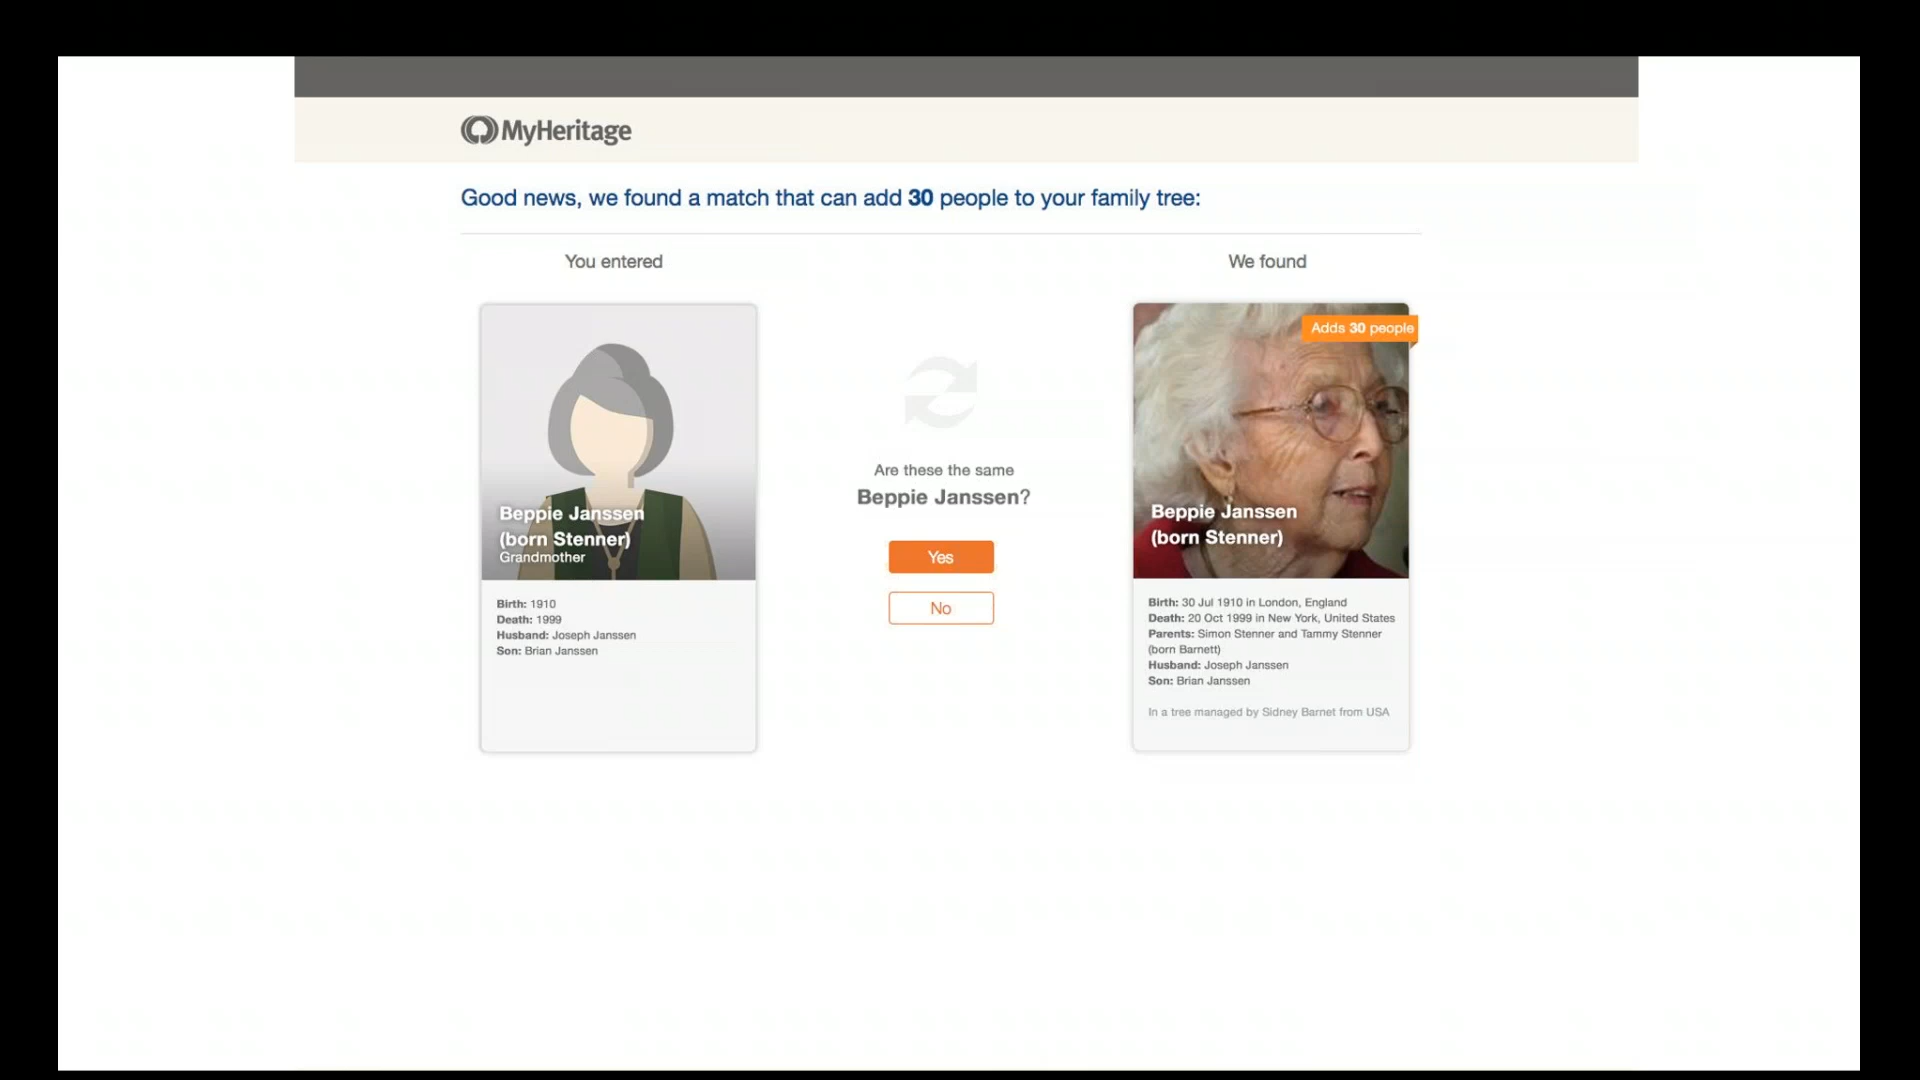 MyHeritage
Good news, we found a match that can add 30 people to your family tree:
You entered
We found
Beppie Janssen
(born Stenner)
Grandmother
Birth: 1910
Death: 1999
Husband: Joseph Janssen
Son: Brian Janssen
Are these the same
Beppie Janssen?
Yes
No
Adds 30 people
Beppie Janssen
(born Stenner)
Birth: 30 Jul 1910 in London, England
Death: 20 Oct 1999 in New York, United States
Parents: Simon Stenner and Tammy Stenner
(born Barnett)
Husband: Joseph Janssen
Son: Brian Janssen
In a tree managed by Sidney Barnet from USA